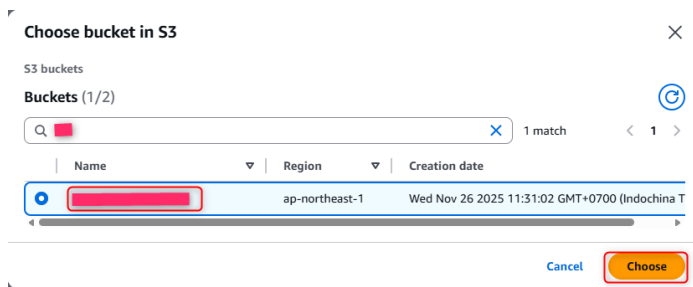 Choose bucket in S3
S3 buckets
Buckets (1/2)
1 match
1
Name Region Creation date
ap-northeast-1 Wed Nov 26 2025 11:31:02 GMT+0700 (Indochina T
Cancel Choose